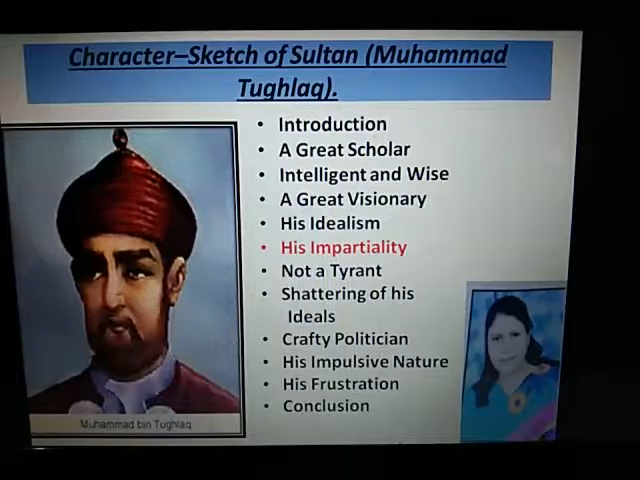 Character–Sketch of Sultan (Muhammad
Tughlaq).
• Introduction
• A Great Scholar
• Intelligent and Wise
• A Great Visionary
• His Idealism
• His Impartiality
• Not a Tyrant
• Shattering of his
Ideals
• Crafty Politician
• His Impulsive Nature
• His Frustration
• Conclusion
Muhammad bin Tughlaq